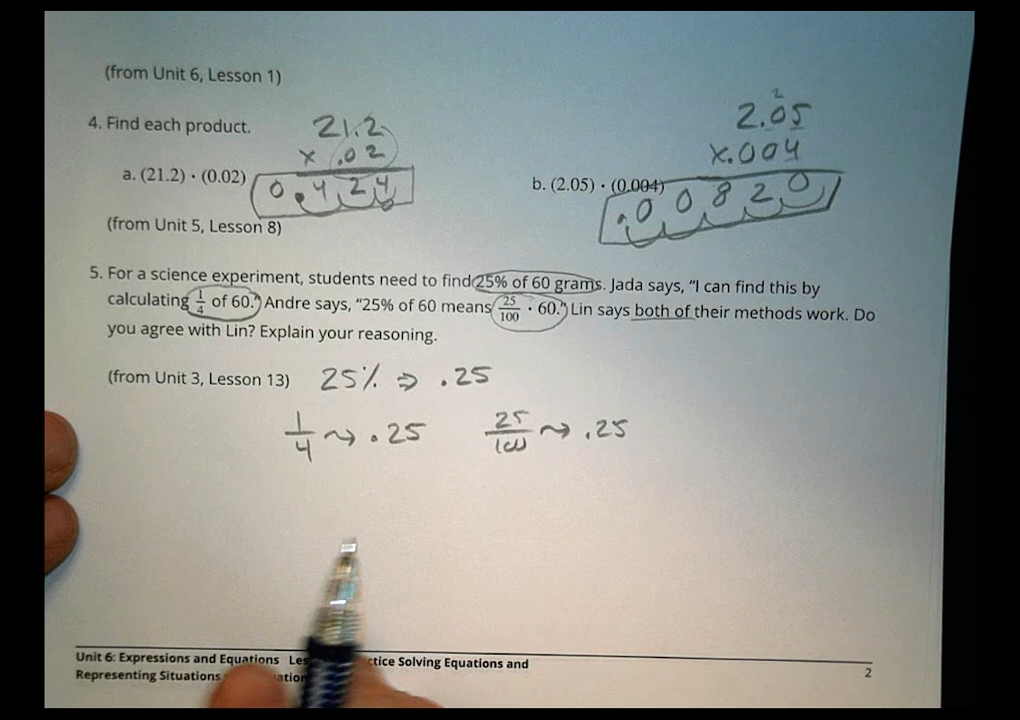 (from Unit 6, Lesson 1)
4. Find each product.
21.2
x .02
a. (21.2) · (0.02)
0.424
2
2.05
x.004
b. (2.05) · (0.004)
.00820
(from Unit 5, Lesson 8)
5. For a science experiment, students need to find 25% of 60 grams. Jada says, “I can find this by
calculating 1/4 of 60.” Andre says, “25% of 60 means 25/100 · 60.” Lin says both of their methods work. Do
you agree with Lin? Explain your reasoning.
(from Unit 3, Lesson 13)
25% ⇒ .25
1/4 ⇝ .25 25/100 ⇝ .25
Unit 6: Expressions and Equations Les ctice Solving Equations and
Representing Situations
2